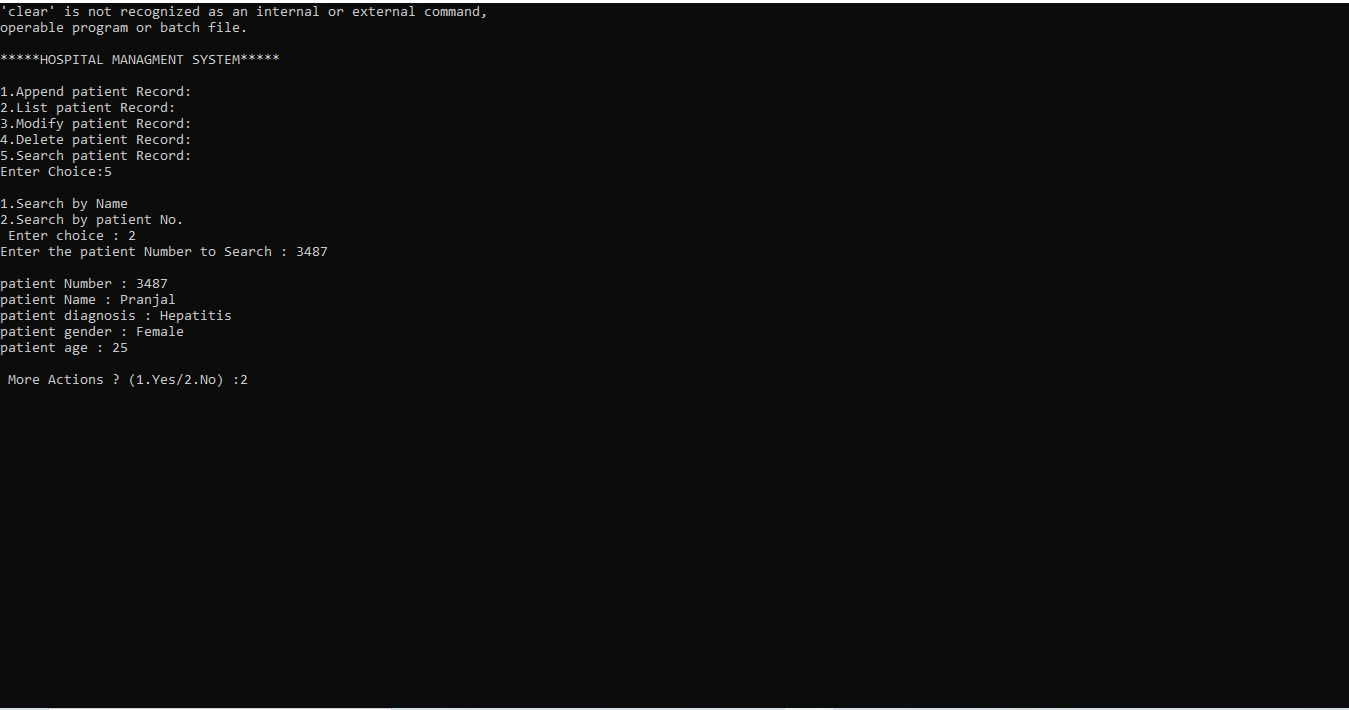 'clear' is not recognized as an internal or external command,
operable program or batch file.
*****HOSPITAL MANAGMENT SYSTEM*****
1.Append patient Record:
2.List patient Record:
3.Modify patient Record:
4.Delete patient Record:
5.Search patient Record:
Enter Choice:5
1.Search by Name
2.Search by patient No.
Enter choice : 2
Enter the patient Number to Search : 3487
patient Number : 3487
patient Name : Pranjal
patient diagnosis : Hepatitis
patient gender : Female
patient age : 25
More Actions ? (1.Yes/2.No) :2